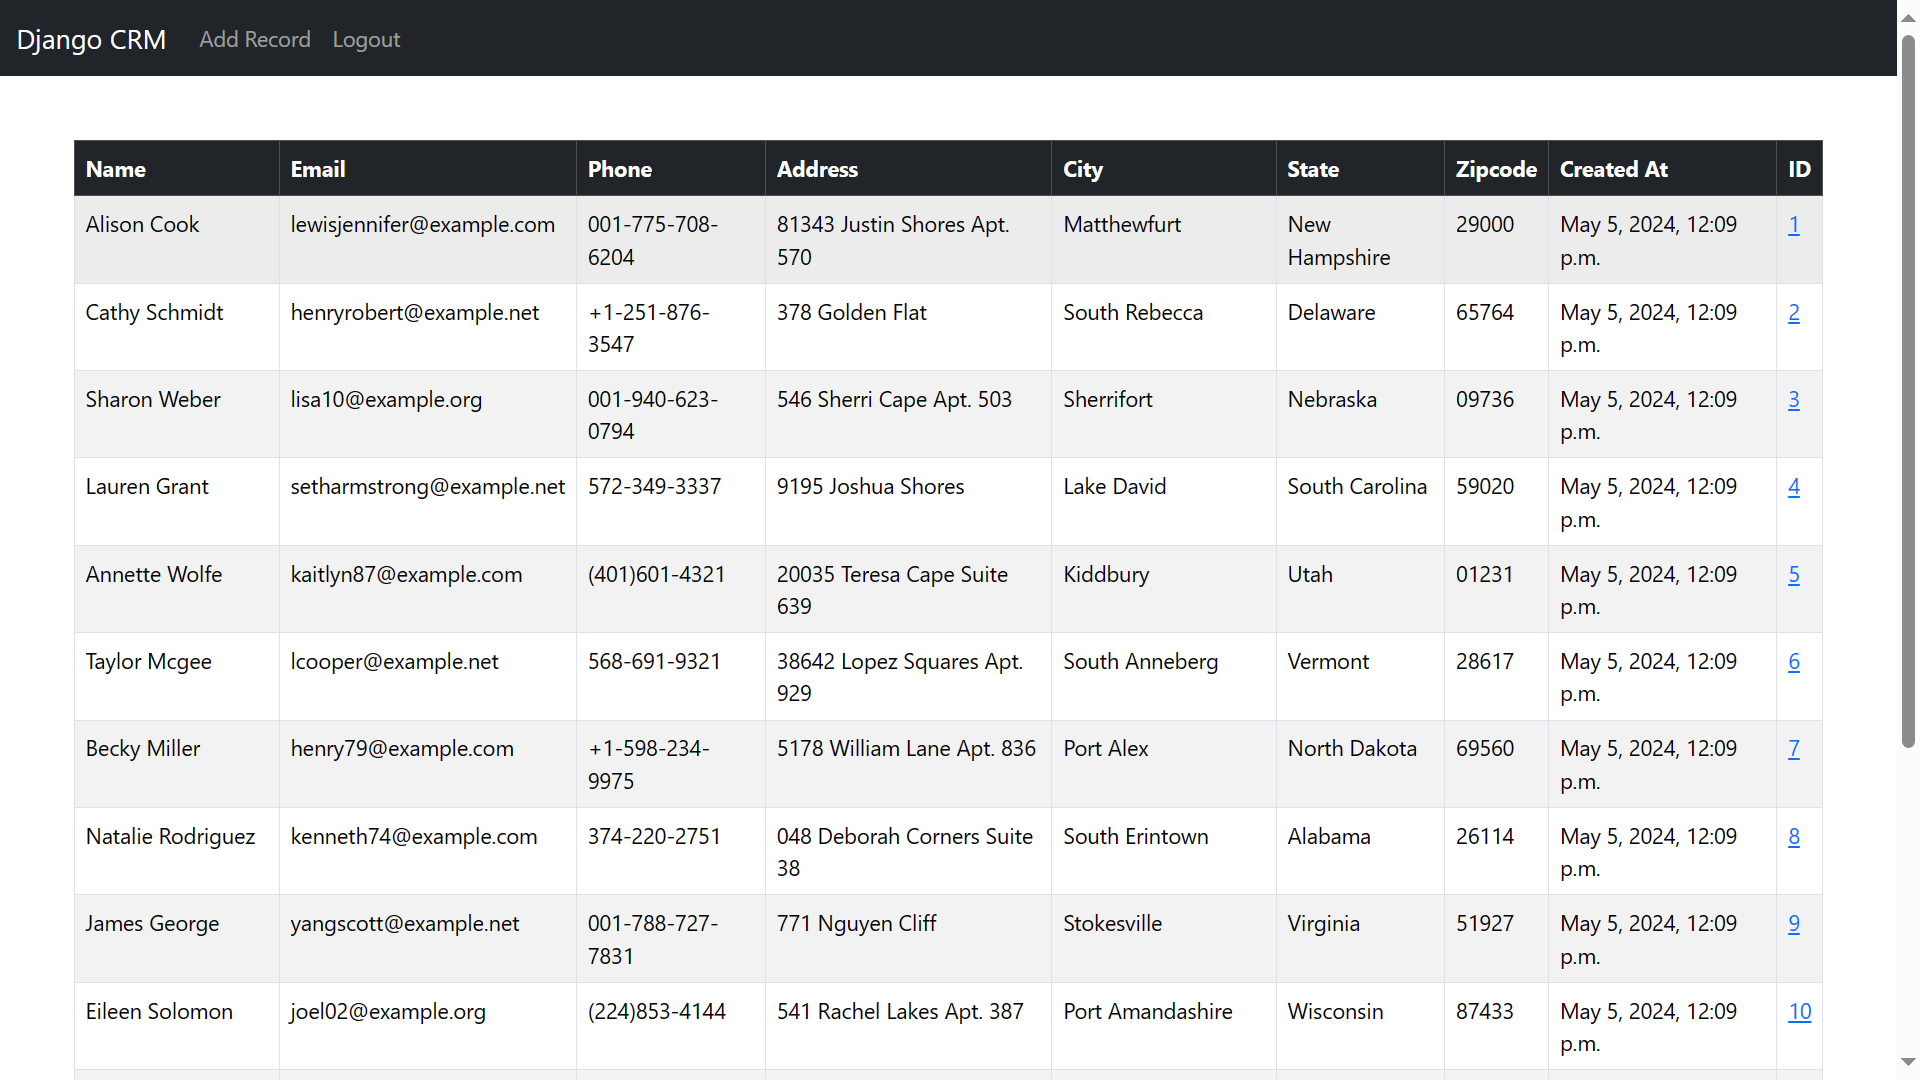 Django CRM Add Record Logout
Name Email Phone Address City State Zipcode Created At ID
Alison Cook lewisjennifer@example.com 001-775-708- 81343 Justin Shores Apt. Matthewfurt New 29000 May 5, 2024, 12:09 1
6204 570 Hampshire p.m.
Cathy Schmidt henryrobert@example.net +1-251-876- 378 Golden Flat South Rebecca Delaware 65764 May 5, 2024, 12:09 2
3547 p.m.
Sharon Weber lisa10@example.org 001-940-623- 546 Sherri Cape Apt. 503 Sherrifort Nebraska 09736 May 5, 2024, 12:09 3
0794 p.m.
Lauren Grant setharmstrong@example.net 572-349-3337 9195 Joshua Shores Lake David South Carolina 59020 May 5, 2024, 12:09 4
p.m.
Annette Wolfe kaitlyn87@example.com (401)601-4321 20035 Teresa Cape Suite Kiddbury Utah 01231 May 5, 2024, 12:09 5
639 p.m.
Taylor Mcgee lcooper@example.net 568-691-9321 38642 Lopez Squares Apt. South Anneberg Vermont 28617 May 5, 2024, 12:09 6
929 p.m.
Becky Miller henry79@example.com +1-598-234- 5178 William Lane Apt. 836 Port Alex North Dakota 69560 May 5, 2024, 12:09 7
9975 p.m.
Natalie Rodriguez kenneth74@example.com 374-220-2751 048 Deborah Corners Suite South Erintown Alabama 26114 May 5, 2024, 12:09 8
38 p.m.
James George yangscott@example.net 001-788-727- 771 Nguyen Cliff Stokesville Virginia 51927 May 5, 2024, 12:09 9
7831 p.m.
Eileen Solomon joel02@example.org (224)853-4144 541 Rachel Lakes Apt. 387 Port Amandashire Wisconsin 87433 May 5, 2024, 12:09 10
p.m.